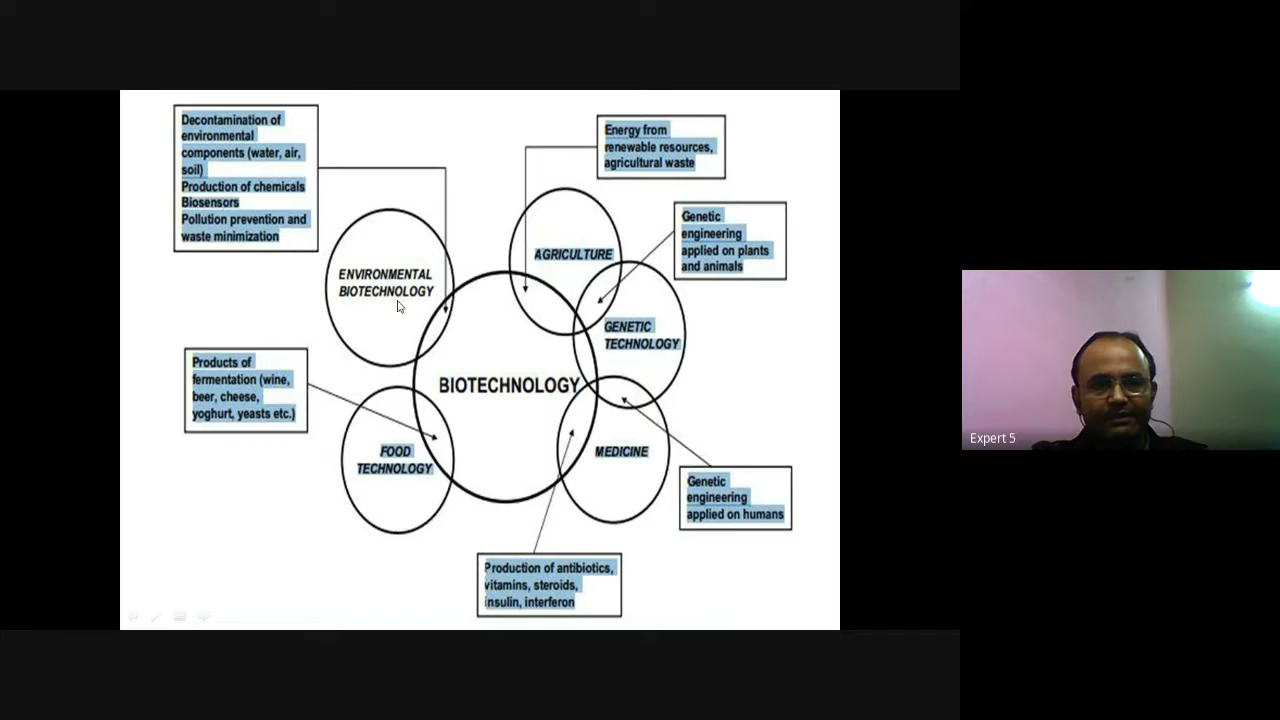 Decontamination of
environmental
components (water, air,
soil)
Production of chemicals
Biosensors
Pollution prevention and
waste minimization
Energy from
renewable resources,
agricultural waste
Genetic
engineering
applied on plants
and animals
AGRICULTURE
ENVIRONMENTAL
BIOTECHNOLOGY
GENETIC
TECHNOLOGY
Products of
fermentation (wine,
beer, cheese,
yoghurt, yeasts etc.)
BIOTECHNOLOGY
FOOD
TECHNOLOGY
MEDICINE
Genetic
engineering
applied on humans
Production of antibiotics,
vitamins, steroids,
insulin, interferon
Expert 5